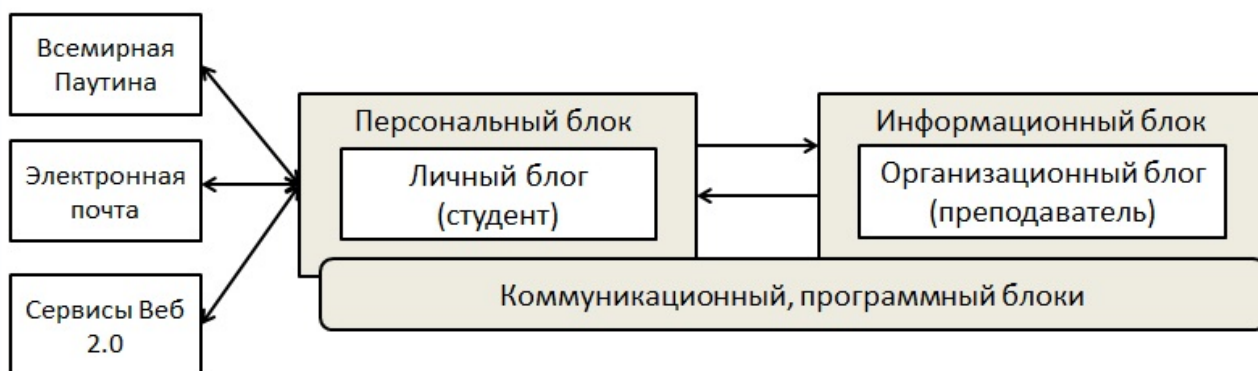 Всемирная
Паутина
Электронная
почта
Сервисы Веб
2.0
Персональный блок
Личный блог
(студент)
Информационный блок
Организационный блог
(преподаватель)
Коммуникационный, программный блоки